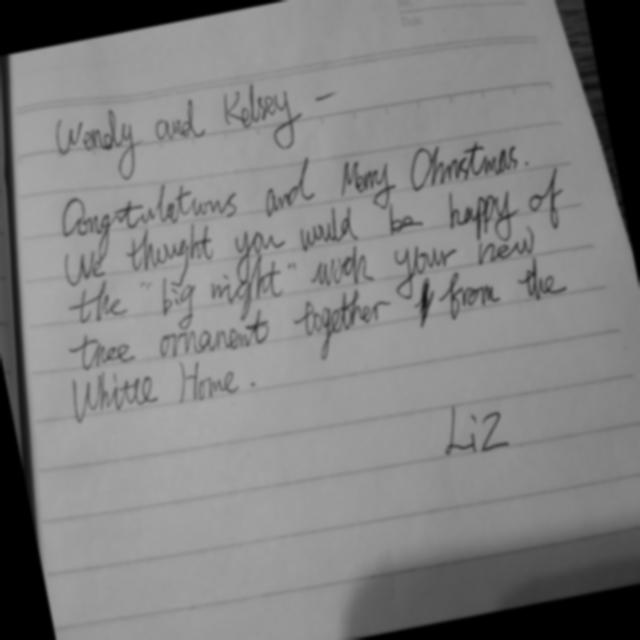 Wendy and Kelsey -
Congratulations and Merry Christmas.
We thought you would be happy of
the "big night" with your new
tree ornament together from the
White Home.
Liz